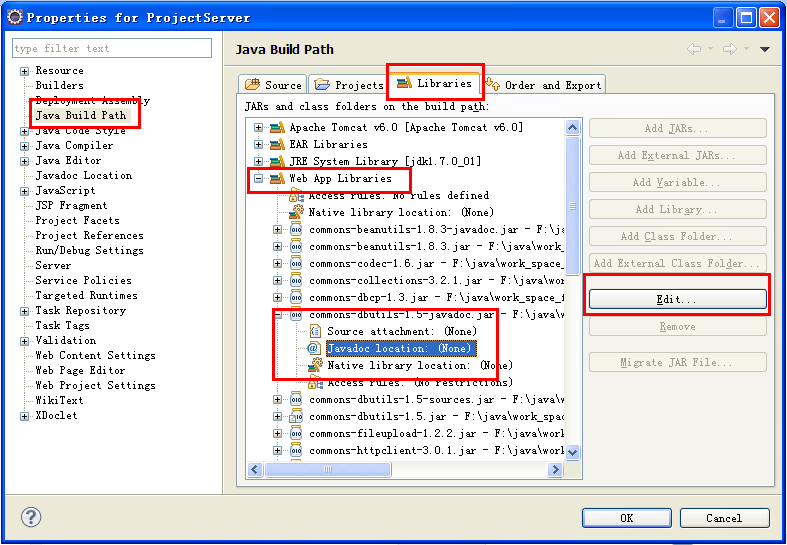 Properties for ProjectServer
type filter text
Resource
Builders
Deployment Assembly
Java Build Path
Java Code Style
Java Compiler
Java Editor
Javadoc Location
JavaScript
JSP Fragment
Project Facets
Project References
Run/Debug Settings
Server
Service Policies
Targeted Runtimes
Task Repository
Task Tags
Validation
Web Content Settings
Web Page Editor
Web Project Settings
WikiText
XDoclet
Java Build Path
Source
Projects
Libraries
Order and Export
JARs and class folders on the build path:
Apache Tomcat v6.0 [Apache Tomcat v6.0]
EAR Libraries
JRE System Library [jdk1.7.0_01]
Web App Libraries
Access rules: No rules defined
Native library location: (None)
commons-beanutils-1.8.3-javadoc.jar - F:\
commons-beanutils-1.8.3.jar - F:\java\wor
commons-codec-1.6.jar - F:\java\work_spac
commons-collections-3.2.1.jar - F:\java\w
commons-dbcp-1.3.jar - F:\java\work_space
commons-dbutils-1.5-javadoc.jar - F:\java
Source attachment: (None)
Javadoc location: (None)
Native library location: (None)
Access rules: (No restrictions)
commons-dbutils-1.5-sources.jar - F:\java
commons-dbutils-1.5.jar - F:\java\work_sp
commons-fileupload-1.2.2.jar - F:\java\wor
commons-httpclient-3.0.1.jar - F:\java\wor
Add JARs...
Add External JARs...
Add Variable...
Add Library...
Add Class Folder...
Add External Class Folder...
Edit...
Remove
Migrate JAR File...
OK
Cancel